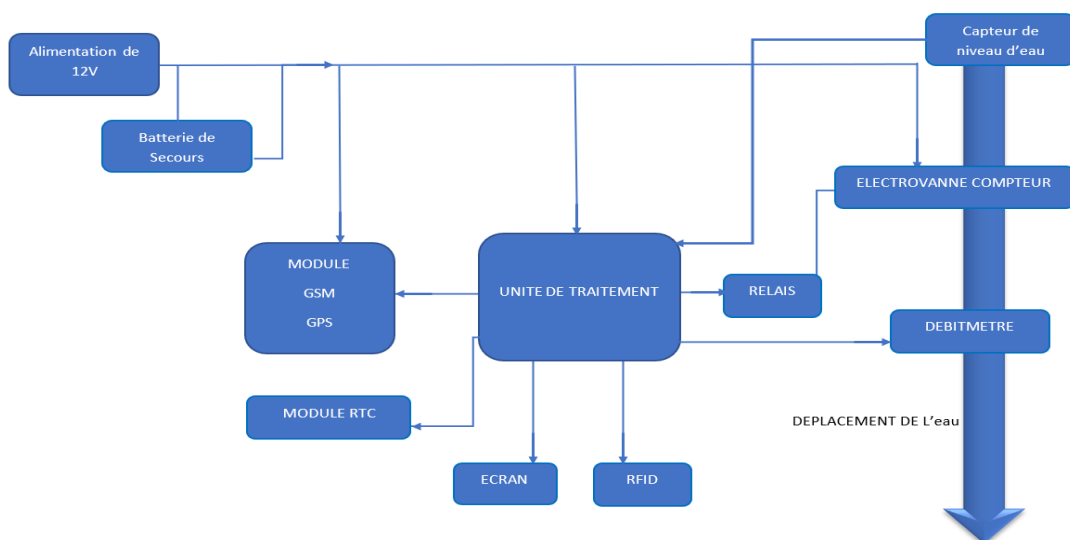 Alimentation de
12V
Capteur de
niveau d'eau
Batterie de
Secours
ELECTROVANNE COMPTEUR
MODULE
GSM
GPS
UNITE DE TRAITEMENT
RELAIS
DEBITMETRE
MODULE RTC
DEPLACEMENT DE L'eau
ECRAN
RFID